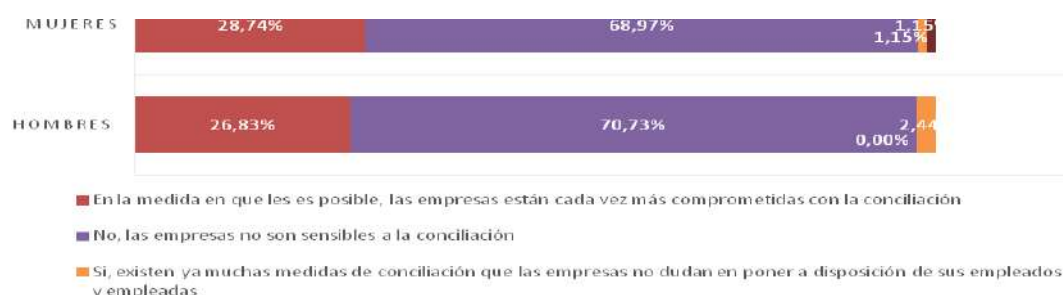 MUJERES 28,74% 68,97% 1,15
1,15%
HOMBRES 26,83% 70,73% 2,44
0,00%
En la medida en que les es posible, las empresas están cada vez más comprometidas con la conciliación
No, las empresas no son sensibles a la conciliación
Si, existen ya muchas medidas de conciliación que las empresas no dudan en poner a disposición de sus empleados
y empleadas